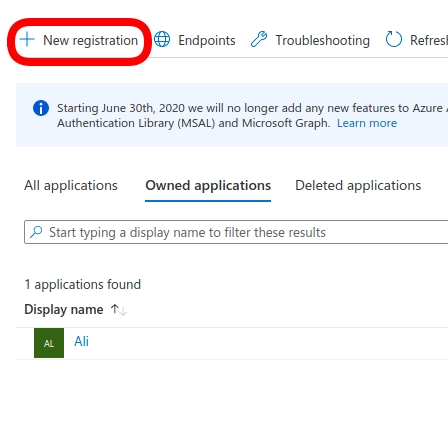 New registration Endpoints Troubleshooting Refres
Starting June 30th, 2020 we will no longer add any new features to Azure A
Authentication Library (MSAL) and Microsoft Graph. Learn more
All applications Owned applications Deleted applications
Start typing a display name to filter these results
1 applications found
Display name
AL Ali